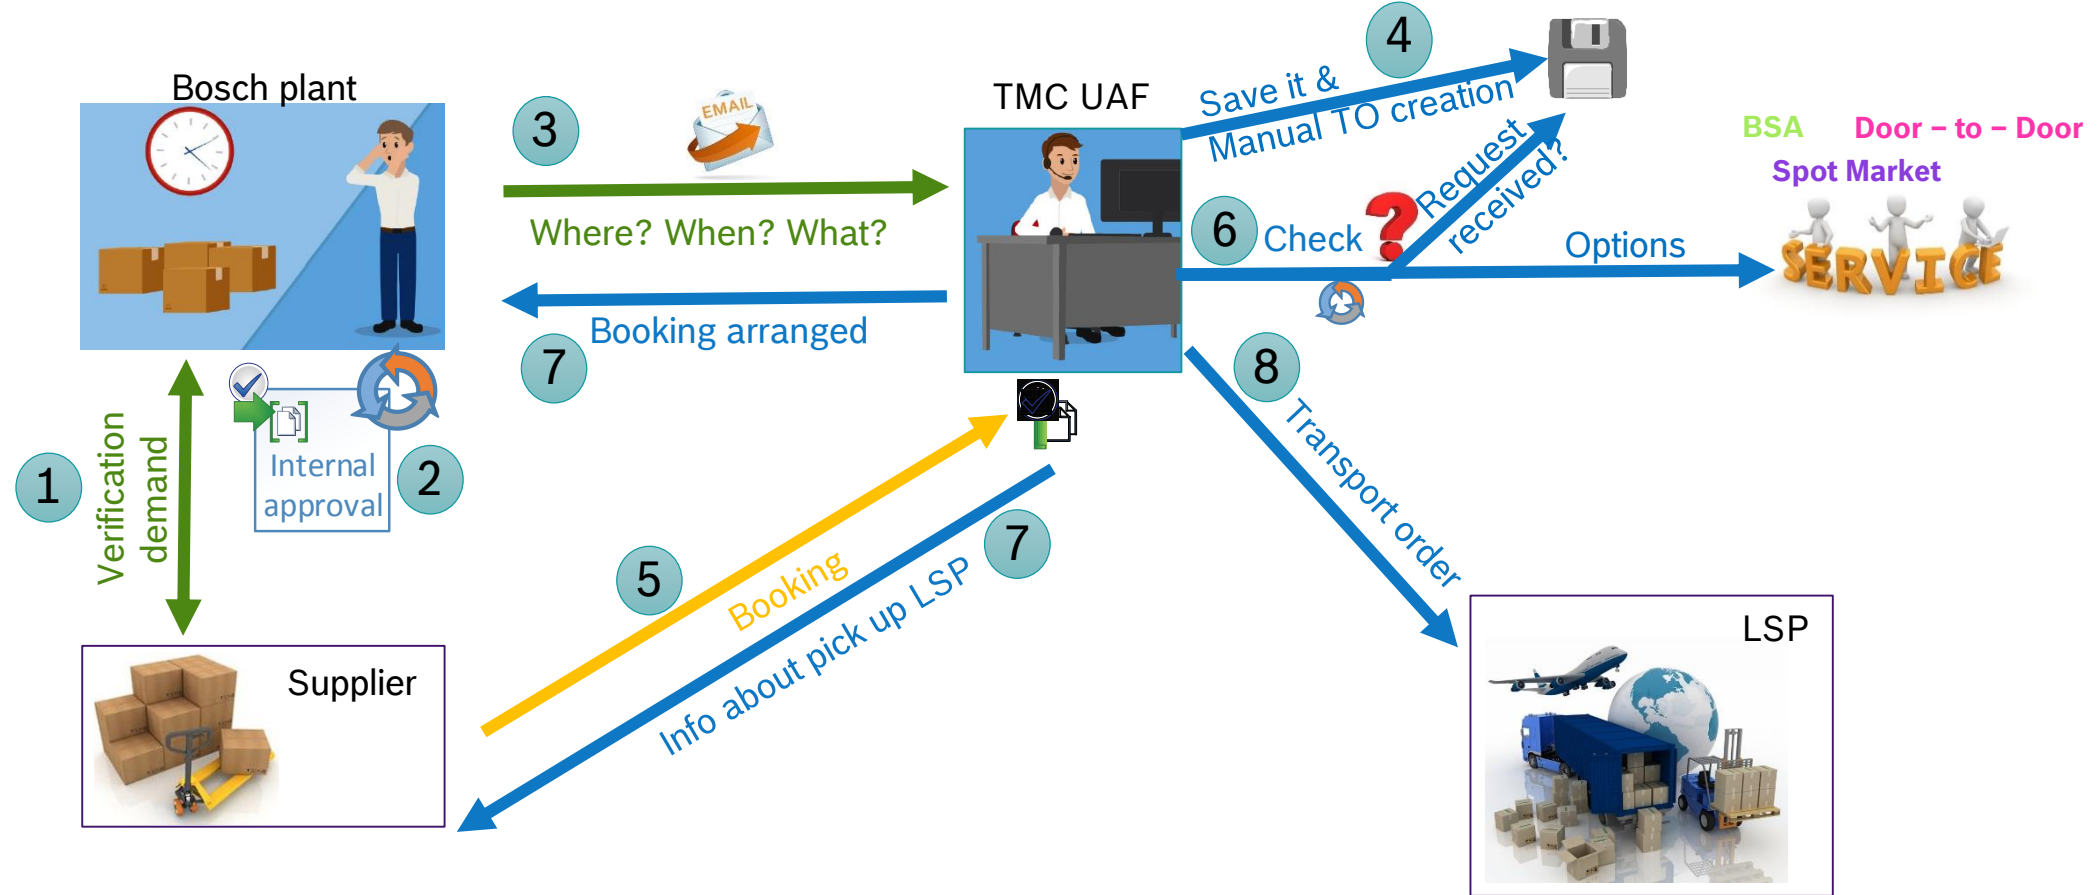 Bosch plant
3
EMAIL
Where? When? What?
TMC UAF
4
Save it &
Manual TO creation
Request
received?
6
Check
Options
BSA
Door – to – Door
Spot Market
SERVICE
Booking arranged
7
1
Verification
demand
Internal
approval
2
5
Booking
7
Info about pick up LSP
8
Transport order
Supplier
LSP